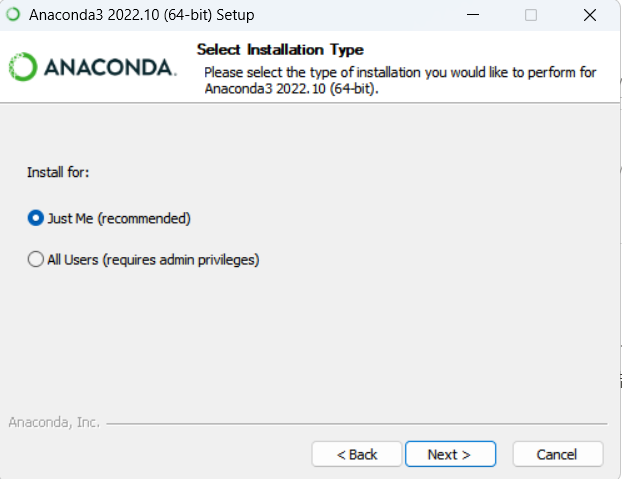 Anaconda3 2022.10 (64-bit) Setup
ANACONDA.
Select Installation Type
Please select the type of installation you would like to perform for
Anaconda3 2022.10 (64-bit).
Install for:
Just Me (recommended)
All Users (requires admin privileges)
Anaconda, Inc.
< Back
Next >
Cancel